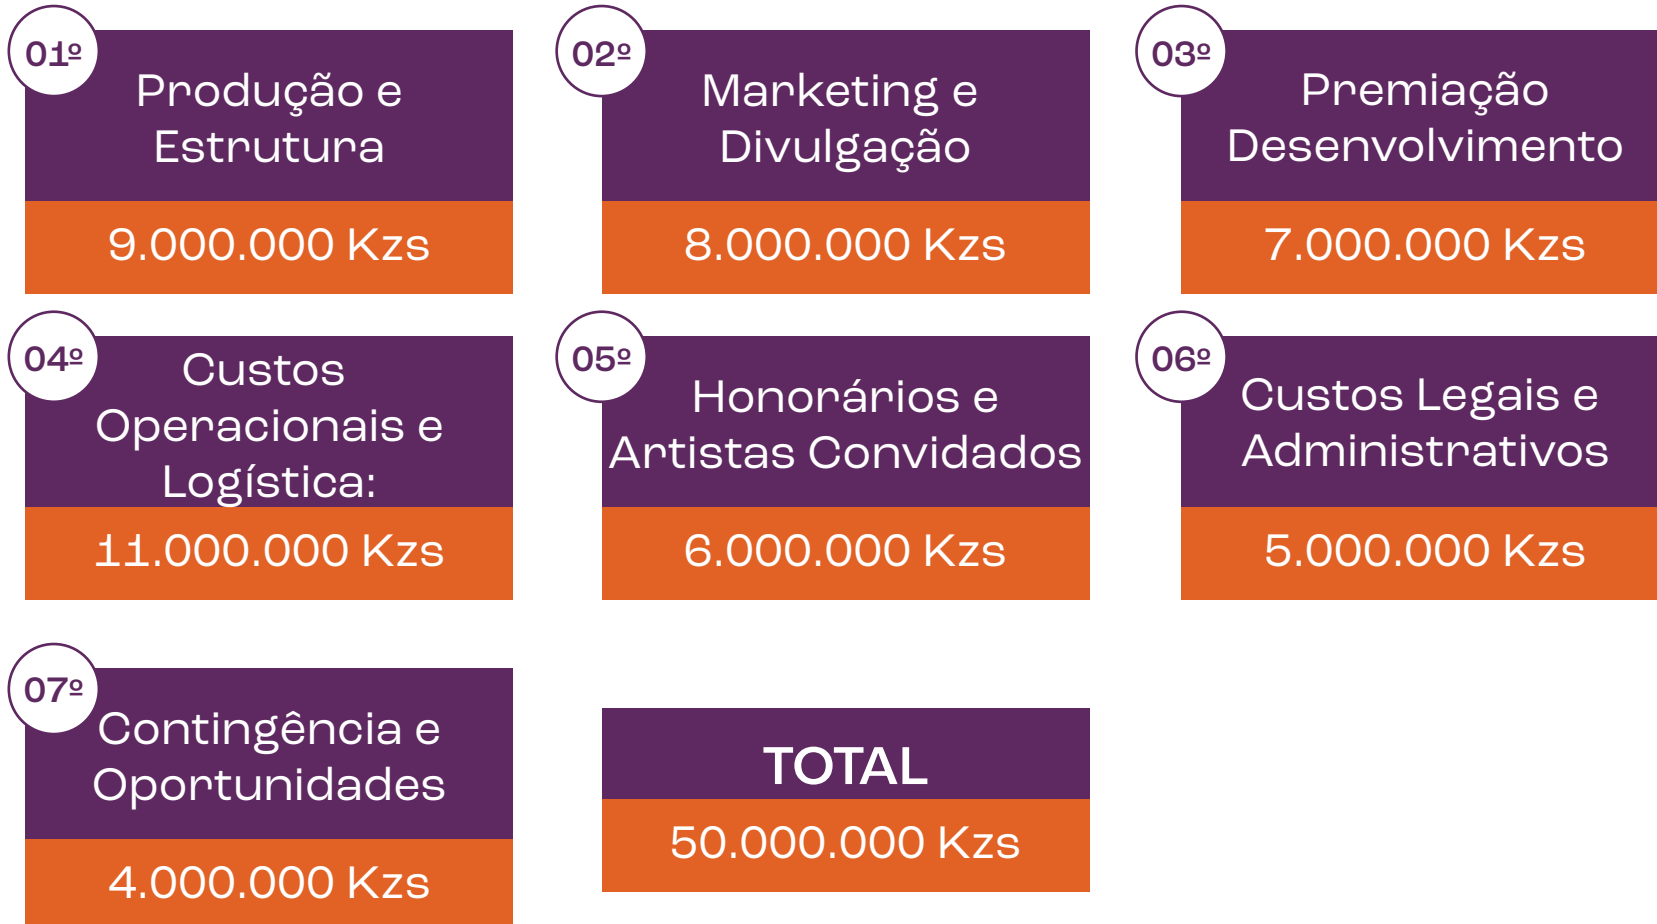 01º
Produção e
Estrutura
9.000.000 Kzs
02º
Marketing e
Divulgação
8.000.000 Kzs
03º
Premiação
Desenvolvimento
7.000.000 Kzs
04º
Custos
Operacionais e
Logística:
11.000.000 Kzs
05º
Honorários e
Artistas Convidados
6.000.000 Kzs
06º
Custos Legais e
Administrativos
5.000.000 Kzs
07º
Contingência e
Oportunidades
4.000.000 Kzs
TOTAL
50.000.000 Kzs